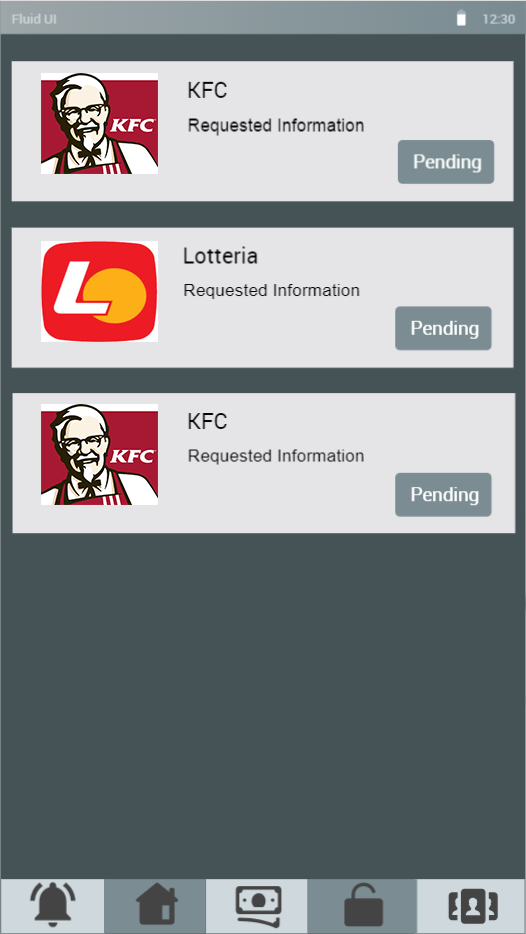 Fluid UI 12:30
KFC
KFC
Requested Information
Pending
Lotteria
L
Requested Information
Pending
KFC
KFC
Requested Information
Pending